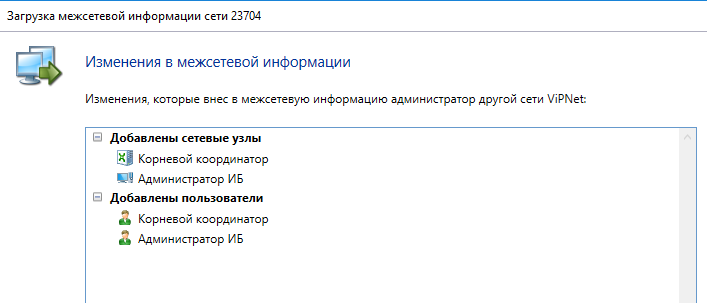 Загрузка межсетевой информации сети 23704
Изменения в межсетевой информации
Изменения, которые внес в межсетевую информацию администратор другой сети ViPNet:
Добавлены сетевые узлы
Корневой координатор
Администратор ИБ
Добавлены пользователи
Корневой координатор
Администратор ИБ